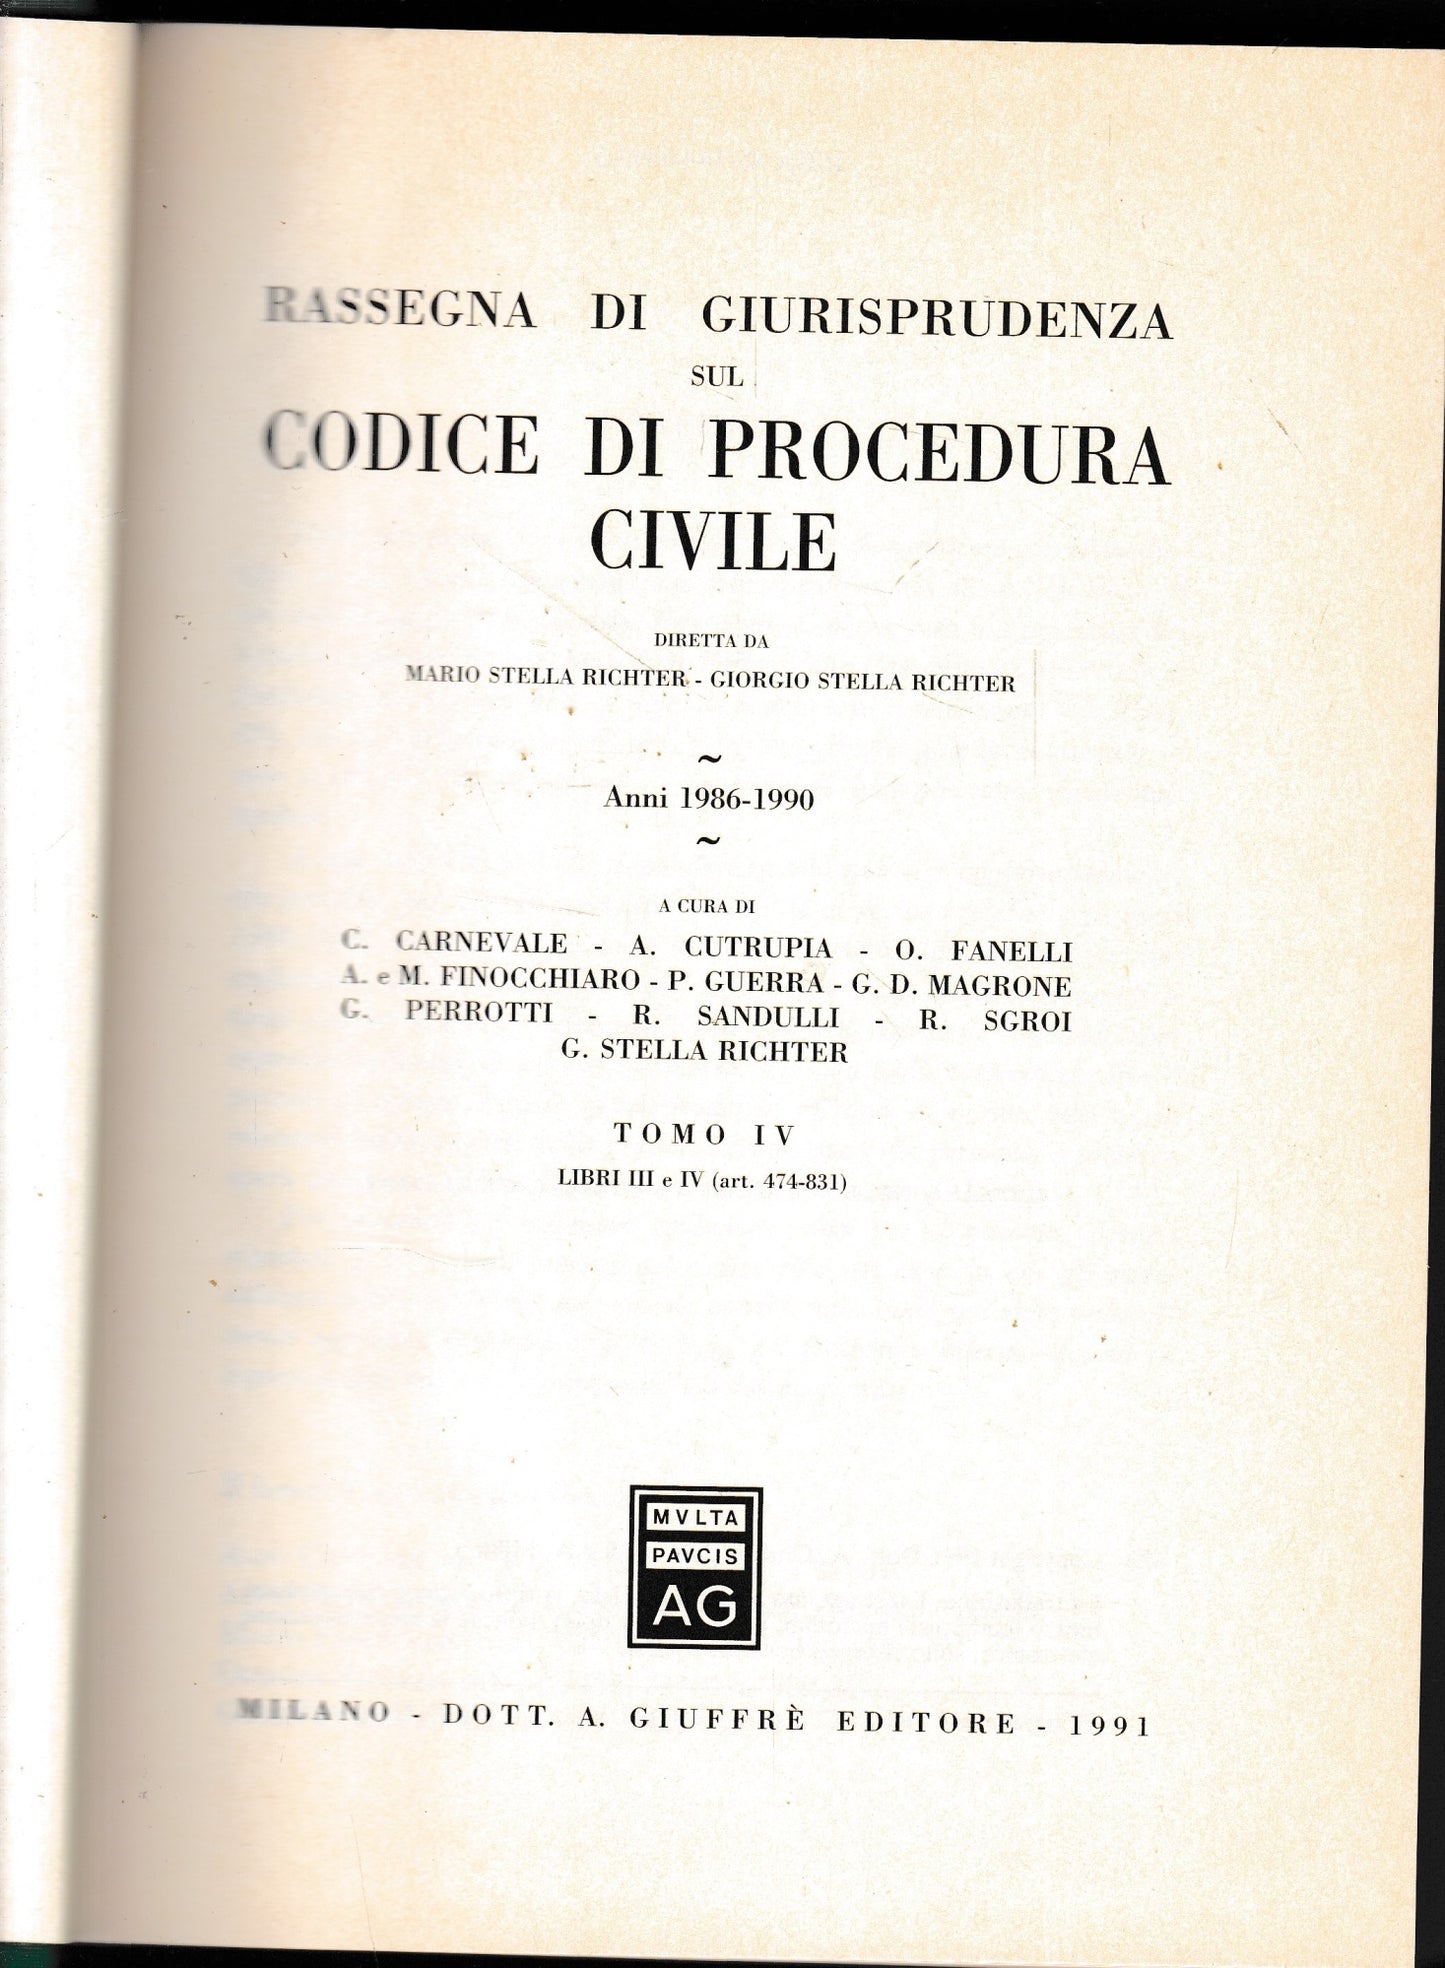 RASSEGNA DI GIURISPRUDENZA
SUL
CODICE DI PROCEDURA
CIVILE
DIRETTA DA
MARIO STELLA RICHTER - GIORGIO STELLA RICHTER
~
Anni 1986-1990
~
A CURA DI
C. CARNEVALE - A. CUTRUPIA - O. FANELLI
A. e M. FINOCCHIARO - P. GUERRA - G. D. MAGRONE
G. PERROTTI - R. SANDULLI - R. SGROI
G. STELLA RICHTER
TOMO IV
LIBRI III e IV (art. 474-831)
MVLTA
PAVCIS
AG
MILANO - DOTT. A. GIUFFRÈ EDITORE - 1991